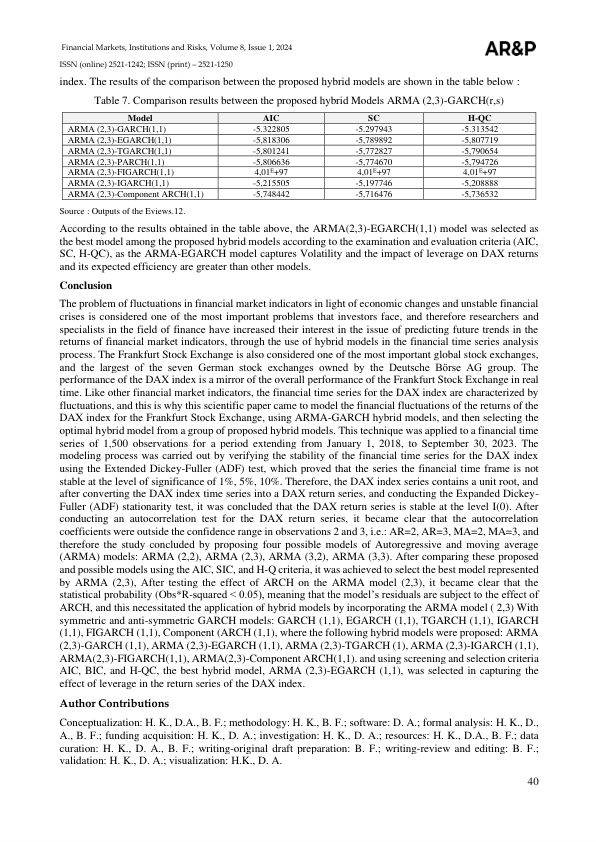 Financial Markets, Institutions and Risks, Volume 8, Issue 1, 2024
AR&P
ISSN (online) 2521-1242; ISSN (print) – 2521-1250
index. The results of the comparison between the proposed hybrid models are shown in the table below :
Table 7. Comparison results between the proposed hybrid Models ARMA (2,3)-GARCH(r,s)
Model AIC SC H-QC
ARMA (2,3)-GARCH(1,1) -5.322805 -5.297943 -5.313542
ARMA (2,3)-EGARCH(1,1) -5,818306 -5,789892 -5,807719
ARMA (2,3)-TGARCH(1,1) -5,801241 -5,772827 -5,790654
ARMA (2,3)-PARCH(1,1) -5,806636 -5,774670 -5,794726
ARMA (2,3)-FIGARCH(1,1) 4,01ᴱ+97 4,01ᴱ+97 4,01ᴱ+97
ARMA (2,3)-IGARCH(1,1) -5,215505 -5,197746 -5,208888
ARMA (2,3)-Component ARCH(1,1) -5,748442 -5,716476 -5,736532
Source : Outputs of the Eviews.12.
According to the results obtained in the table above, the ARMA(2,3)-EGARCH(1,1) model was selected as
the best model among the proposed hybrid models according to the examination and evaluation criteria (AIC,
SC, H-QC), as the ARMA-EGARCH model captures Volatility and the impact of leverage on DAX returns
and its expected efficiency are greater than other models.
Conclusion
The problem of fluctuations in financial market indicators in light of economic changes and unstable financial
crises is considered one of the most important problems that investors face, and therefore researchers and
specialists in the field of finance have increased their interest in the issue of predicting future trends in the
returns of financial market indicators, through the use of hybrid models in the financial time series analysis
process. The Frankfurt Stock Exchange is also considered one of the most important global stock exchanges,
and the largest of the seven German stock exchanges owned by the Deutsche Börse AG group. The
performance of the DAX index is a mirror of the overall performance of the Frankfurt Stock Exchange in real
time. Like other financial market indicators, the financial time series for the DAX index are characterized by
fluctuations, and this is why this scientific paper came to model the financial fluctuations of the returns of the
DAX index for the Frankfurt Stock Exchange, using ARMA-GARCH hybrid models, and then selecting the
optimal hybrid model from a group of proposed hybrid models. This technique was applied to a financial time
series of 1,500 observations for a period extending from January 1, 2018, to September 30, 2023. The
modeling process was carried out by verifying the stability of the financial time series for the DAX index
using the Extended Dickey-Fuller (ADF) test, which proved that the series the financial time frame is not
stable at the level of significance of 1%, 5%, 10%. Therefore, the DAX index series contains a unit root, and
after converting the DAX index time series into a DAX return series, and conducting the Expanded Dickey-
Fuller (ADF) stationarity test, it was concluded that the DAX return series is stable at the level I(0). After
conducting an autocorrelation test for the DAX return series, it became clear that the autocorrelation
coefficients were outside the confidence range in observations 2 and 3, i.e.: AR=2, AR=3, MA=2, MA=3, and
therefore the study concluded by proposing four possible models of Autoregressive and moving average
(ARMA) models: ARMA (2,2), ARMA (2,3), ARMA (3,2), ARMA (3,3). After comparing these proposed
and possible models using the AIC, SIC, and H-Q criteria, it was achieved to select the best model represented
by ARMA (2,3), After testing the effect of ARCH on the ARMA model (2,3), it became clear that the
statistical probability (Obs*R-squared < 0.05), meaning that the model's residuals are subject to the effect of
ARCH, and this necessitated the application of hybrid models by incorporating the ARMA model ( 2,3) With
symmetric and anti-symmetric GARCH models: GARCH (1,1), EGARCH (1,1), TGARCH (1,1), IGARCH
(1,1), FIGARCH (1,1), Component (ARCH (1,1), where the following hybrid models were proposed: ARMA
(2,3)-GARCH (1,1), ARMA (2,3)-EGARCH (1,1), ARMA (2,3)-TGARCH (1), ARMA (2,3)-IGARCH (1,1),
ARMA(2,3)-FIGARCH(1,1), ARMA(2,3)-Component ARCH(1,1). and using screening and selection criteria
AIC, BIC, and H-QC, the best hybrid model, ARMA (2,3)-EGARCH (1,1), was selected in capturing the
effect of leverage in the return series of the DAX index.
Author Contributions
Conceptualization: H. K., D.A., B. F.; methodology: H. K., B. F.; software: D. A.; formal analysis: H. K., D.,
A., B. F.; funding acquisition: H. K., D. A.; investigation: H. K., D. A.; resources: H. K., D.A., B. F.; data
curation: H. K., D. A., B. F.; writing-original draft preparation: B. F.; writing-review and editing: B. F.;
validation: H. K., D. A.; visualization: H.K., D. A.
40